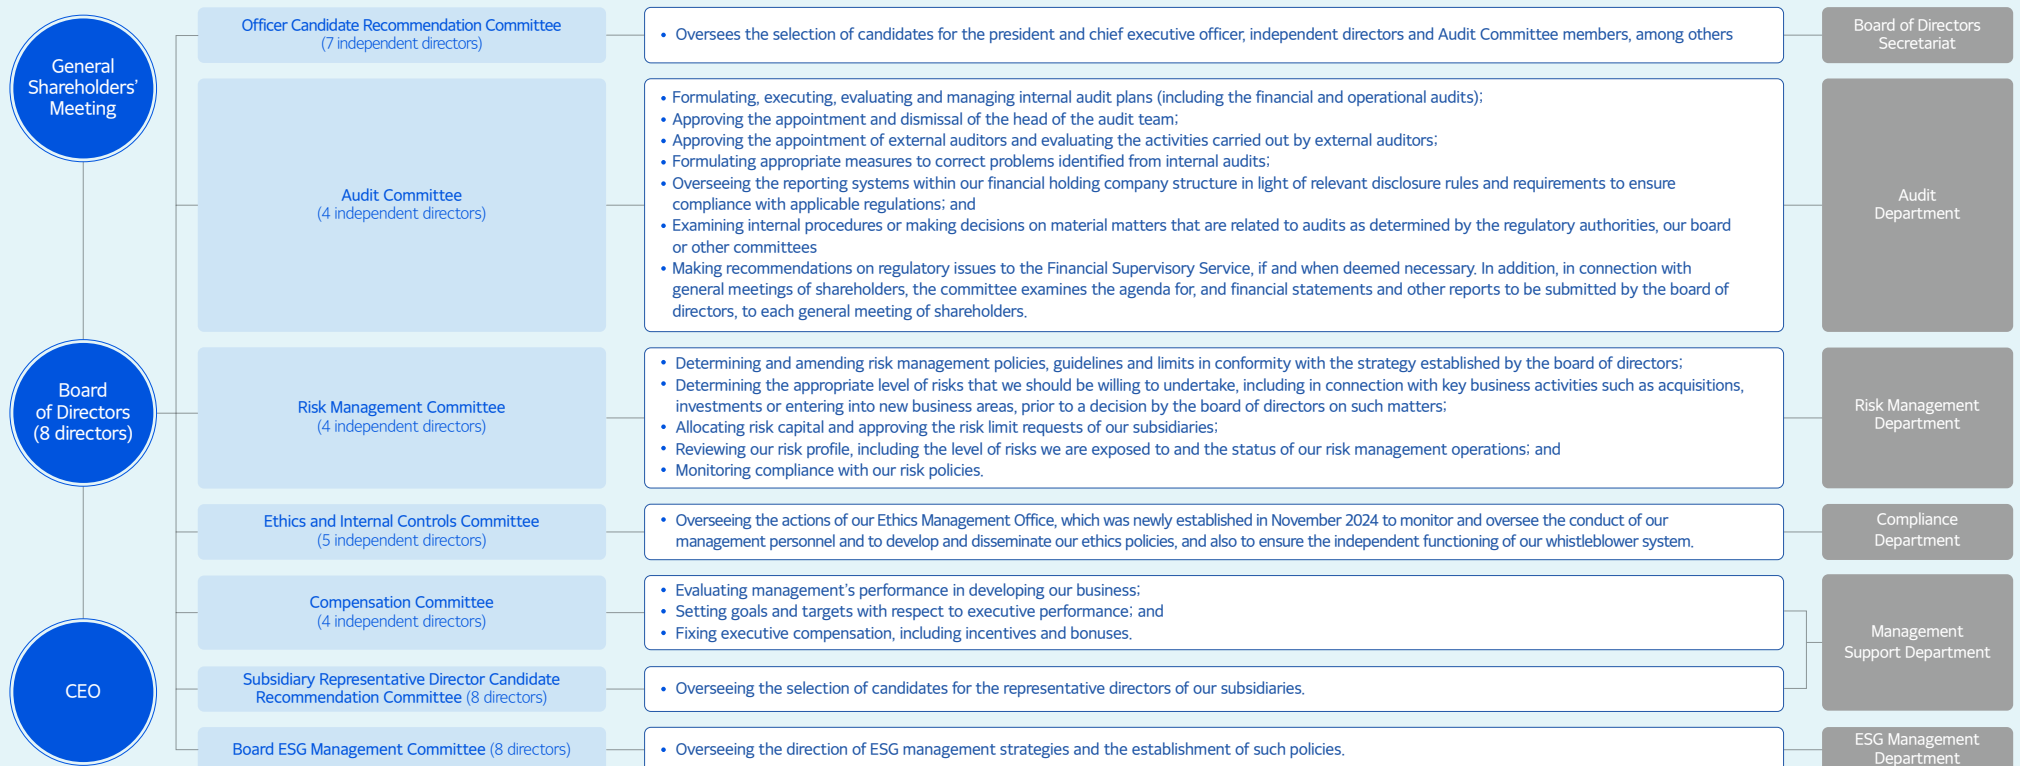 General
Shareholders'
Meeting
Board
of Directors
(8 directors)
CEO
Officer Candidate Recommendation Committee
(7 independent directors)
• Oversees the selection of candidates for the president and chief executive officer, independent directors and Audit Committee members, among others
Board of Directors
Secretariat
Audit Committee
(4 independent directors)
• Formulating, executing, evaluating and managing internal audit plans (including the financial and operational audits);
• Approving the appointment and dismissal of the head of the audit team;
• Approving the appointment of external auditors and evaluating the activities carried out by external auditors;
• Formulating appropriate measures to correct problems identified from internal audits;
• Overseeing the reporting systems within our financial holding company structure in light of relevant disclosure rules and requirements to ensure
compliance with applicable regulations; and
• Examining internal procedures or making decisions on material matters that are related to audits as determined by the regulatory authorities, our board
or other committees
• Making recommendations on regulatory issues to the Financial Supervisory Service, if and when deemed necessary. In addition, in connection with
general meetings of shareholders, the committee examines the agenda for, and financial statements and other reports to be submitted by the board of
directors, to each general meeting of shareholders.
Audit
Department
Risk Management Committee
(4 independent directors)
• Determining and amending risk management policies, guidelines and limits in conformity with the strategy established by the board of directors;
• Determining the appropriate level of risks that we should be willing to undertake, including in connection with key business activities such as acquisitions,
investments or entering into new business areas, prior to a decision by the board of directors on such matters;
• Allocating risk capital and approving the risk limit requests of our subsidiaries;
• Reviewing our risk profile, including the level of risks we are exposed to and the status of our risk management operations; and
• Monitoring compliance with our risk policies.
Risk Management
Department
Ethics and Internal Controls Committee
(5 independent directors)
• Overseeing the actions of our Ethics Management Office, which was newly established in November 2024 to monitor and oversee the conduct of our
management personnel and to develop and disseminate our ethics policies, and also to ensure the independent functioning of our whistleblower system.
Compliance
Department
Compensation Committee
(4 independent directors)
• Evaluating management's performance in developing our business;
• Setting goals and targets with respect to executive performance; and
• Fixing executive compensation, including incentives and bonuses.
Management
Support Department
Subsidiary Representative Director Candidate
Recommendation Committee (8 directors)
• Overseeing the selection of candidates for the representative directors of our subsidiaries.
Board ESG Management Committee (8 directors)
• Overseeing the direction of ESG management strategies and the establishment of such policies.
ESG Management
Department